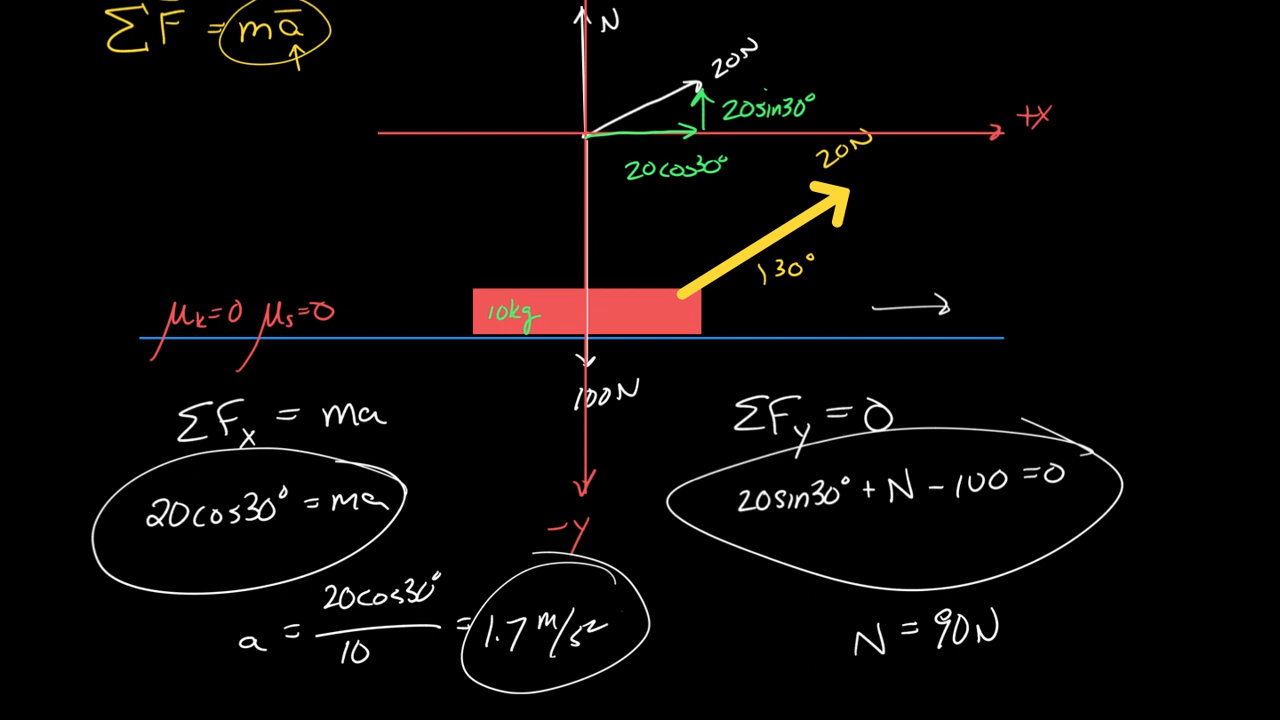 ΣF̅ = ma̅
N
20N
20sin30°
+X
20cos30°
20N
)30°
μk=0 μs=0
10kg
100N
ΣFx = ma
ΣFy = 0
20cos30° = ma
20sin30° + N - 100 = 0
-Y
a = 20cos30°/10 = 1.7 m/s²
N = 90N